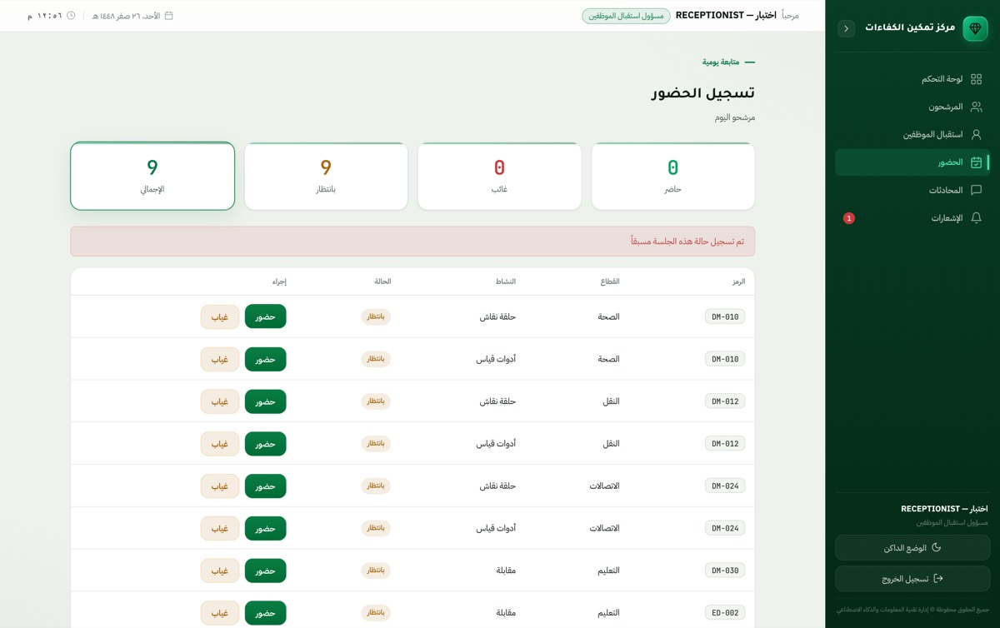 مركز تمكين الكفاءات
لوحة التحكم
المرشحون
استقبال الموظفين
الحضور
المحادثات
الإشعارات
1
اختبار — RECEPTIONIST
مسؤول استقبال الموظفين
الوضع الداكن
تسجيل الخروج
جميع الحقوق محفوظة © إدارة تقنية المعلومات والذكاء الاصطناعي
مرحباً اختبار — RECEPTIONIST مسؤول استقبال الموظفين
الأحد، ٢٦ صفر ١٤٤٨ هـ
١٢:٥٦ م
متابعة يومية
تسجيل الحضور
مرشحو اليوم
0
حاضر
0
غائب
9
بانتظار
9
الإجمالي
تم تسجيل حالة هذه الجلسة مسبقاً
الرمز القطاع النشاط الحالة إجراء
DM-010 الصحة حلقة نقاش بانتظار حضور غياب
DM-010 الصحة أدوات قياس بانتظار حضور غياب
DM-012 النقل حلقة نقاش بانتظار حضور غياب
DM-012 النقل أدوات قياس بانتظار حضور غياب
DM-024 الاتصالات حلقة نقاش بانتظار حضور غياب
DM-024 الاتصالات أدوات قياس بانتظار حضور غياب
DM-030 التعليم مقابلة بانتظار حضور غياب
ED-002 التعليم مقابلة بانتظار حضور غياب